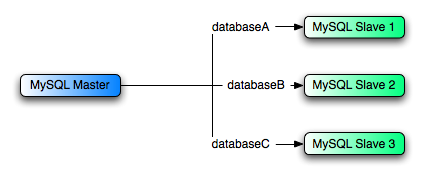 databaseA
MySQL Slave 1
MySQL Master
databaseB
MySQL Slave 2
databaseC
MySQL Slave 3